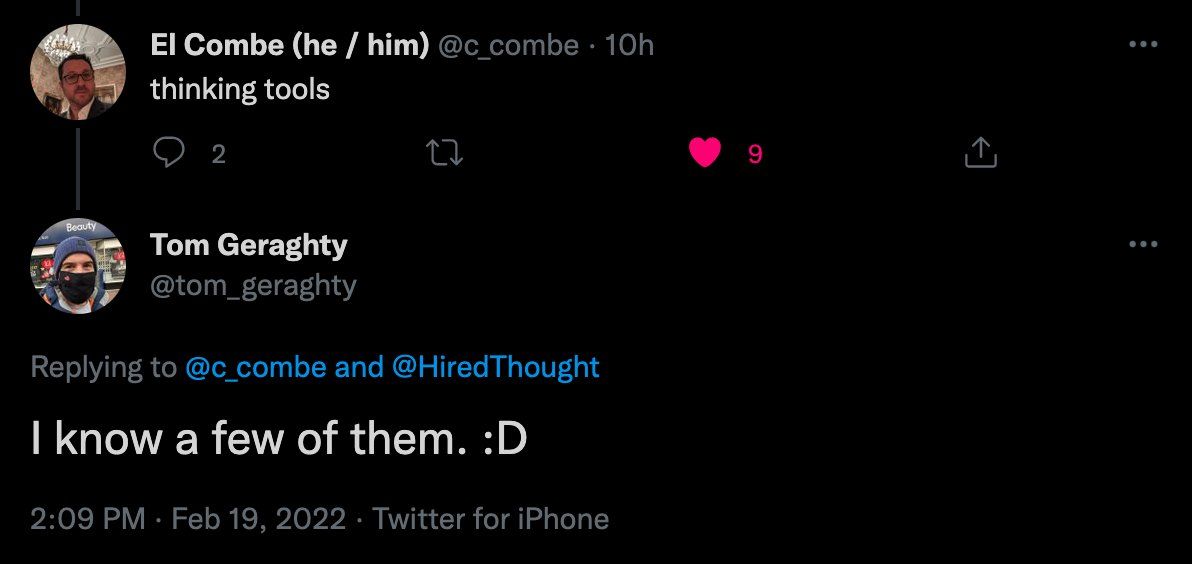 El Combe (he / him) @c_combe · 10h
thinking tools
2 9
Beauty
Tom Geraghty
@tom_geraghty
Replying to @c_combe and @HiredThought
I know a few of them. :D
2:09 PM · Feb 19, 2022 · Twitter for iPhone